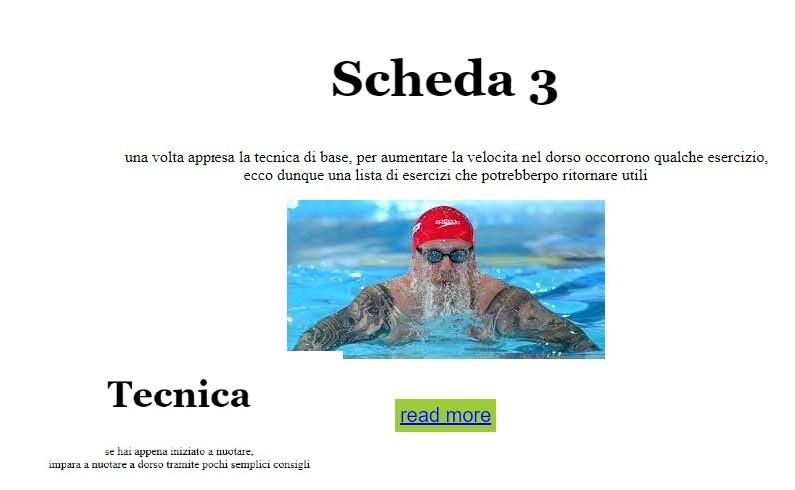 Scheda 3
una volta appresa la tecnica di base, per aumentare la velocita nel dorso occorrono qualche esercizio,
ecco dunque una lista di esercizi che potrebberpo ritornare utili
speedo
Tecnica
read more
se hai appena iniziato a nuotare,
impara a nuotare a dorso tramite pochi semplici consigli